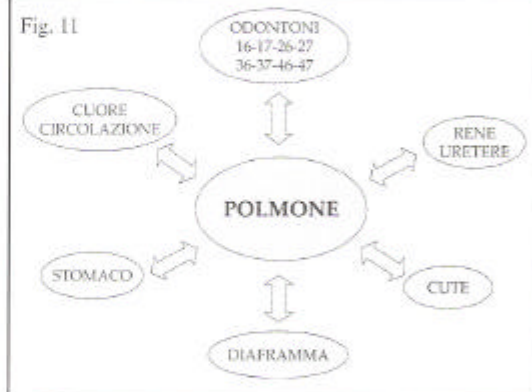 Fig. 11
ODONTONI
16-17-26-27
36-37-46-47
CUORE
CIRCOLAZIONE
RENE
URETERE
POLMONE
STOMACO
CUTE
DIAFRAMMA